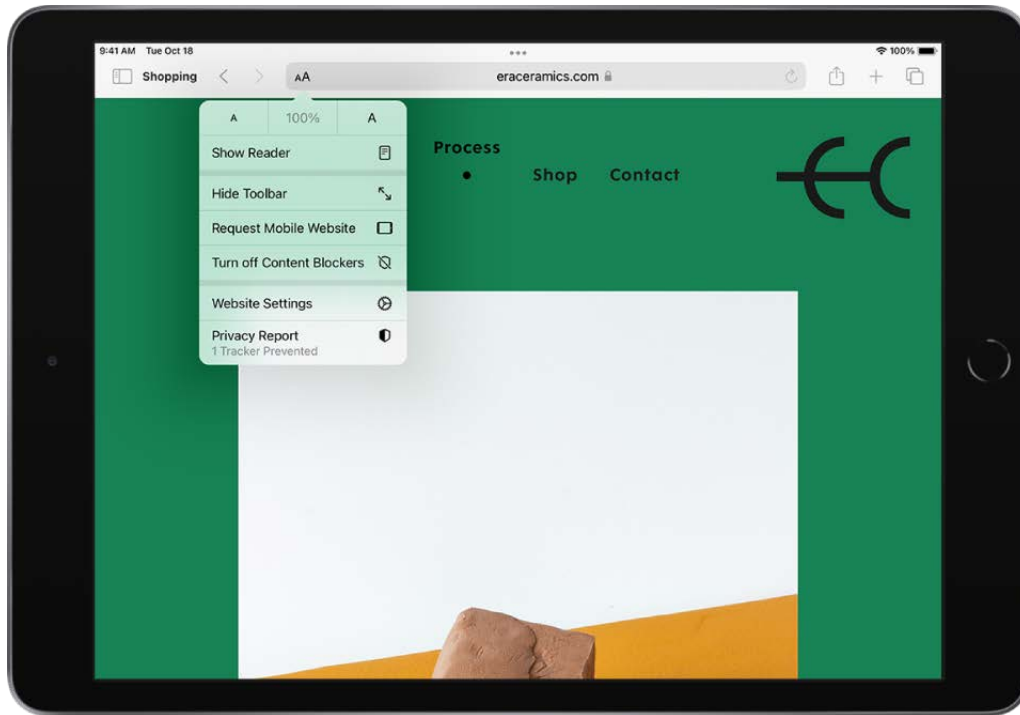 9:41 AM Tue Oct 18
100%
Shopping
AA
eraceramics.com
A 100% A
Show Reader
Hide Toolbar
Request Mobile Website
Turn off Content Blockers
Website Settings
Privacy Report
1 Tracker Prevented
Process
Shop Contact
EC